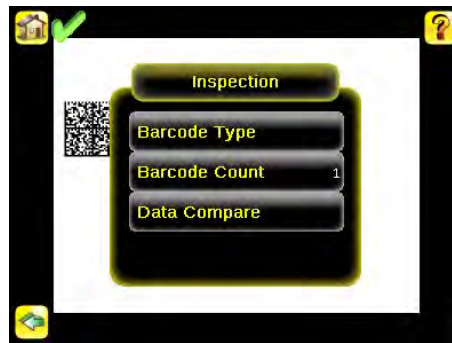 ?
Inspection
Barcode Type
Barcode Count 1
Data Compare